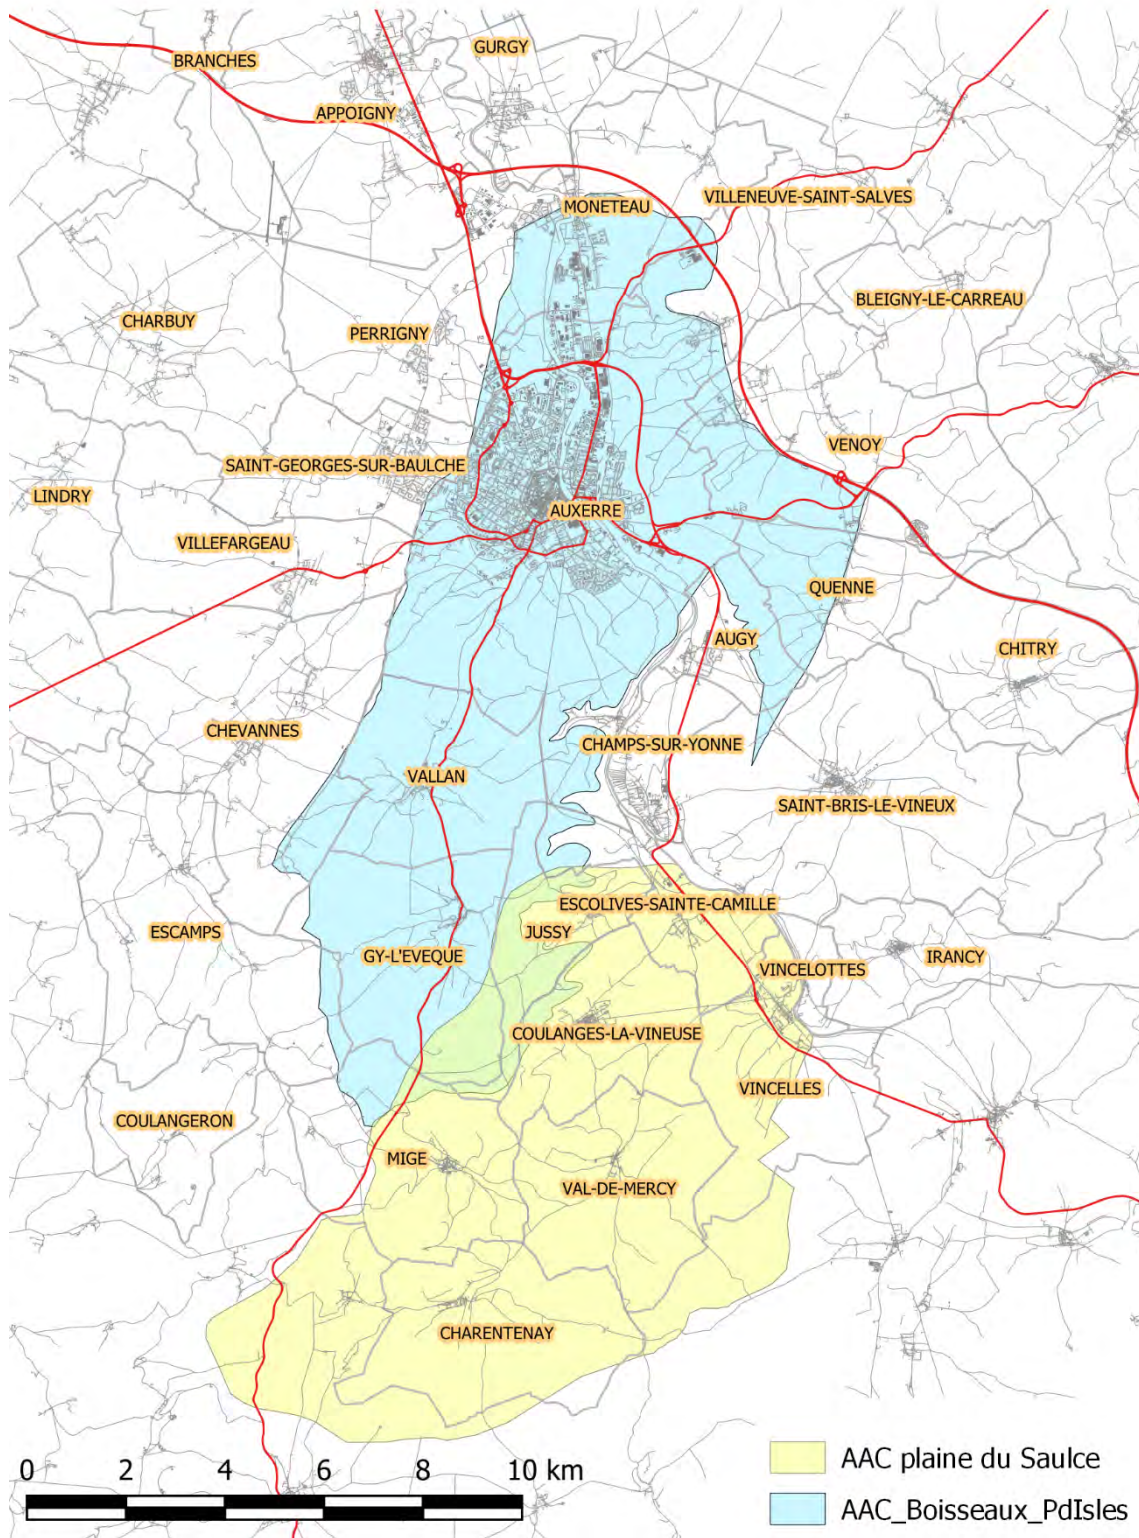 GURGY
BRANCHES
APPOIGNY
MONETEAU
VILLENEUVE-SAINT-SALVES
BLEIGNY-LE-CARREAU
CHARBUY
PERRIGNY
VENOY
SAINT-GEORGES-SUR-BAULCHE
LINDRY
AUXERRE
VILLEFARGEAU
QUENNE
AUGY
CHITRY
CHEVANNES
CHAMPS-SUR-YONNE
VALLAN
SAINT-BRIS-LE-VINEUX
ESCOLIVES-SAINTE-CAMILLE
ESCAMPS
JUSSY
GY-L'EVEQUE
IRANCY
VINCELOTTES
COULANGES-LA-VINEUSE
VINCELLES
COULANGERON
MIGE
VAL-DE-MERCY
CHARENTENAY
0 2 4 6 8 10 km
AAC plaine du Saulce
AAC_Boisseaux_PdIsles